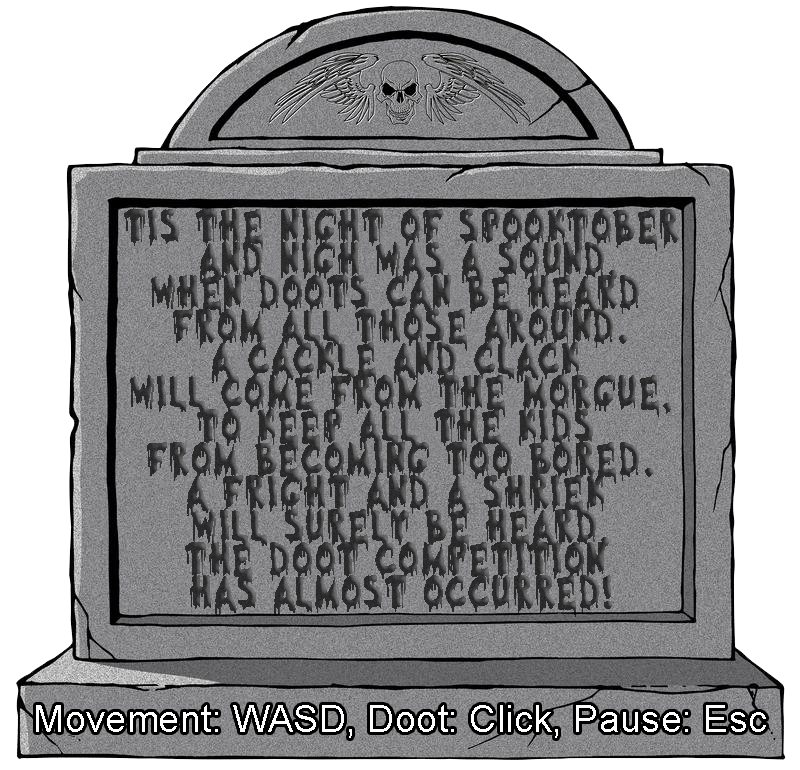 TIS THE NIGHT OF SPOOKTOBER
AND NIGH WAS A SOUND,
WHEN DOOTS CAN BE HEARD
FROM ALL THOSE AROUND.
A CACKLE AND CLACK
WILL COME FROM THE MORGUE,
TO KEEP ALL THE KIDS
FROM BECOMING TOO BORED.
A FRIGHT AND A SHRIEK
WILL SURELY BE HEARD,
THE DOOT COMPETITION
HAS ALMOST OCCURRED!
Movement: WASD, Doot: Click, Pause: Esc